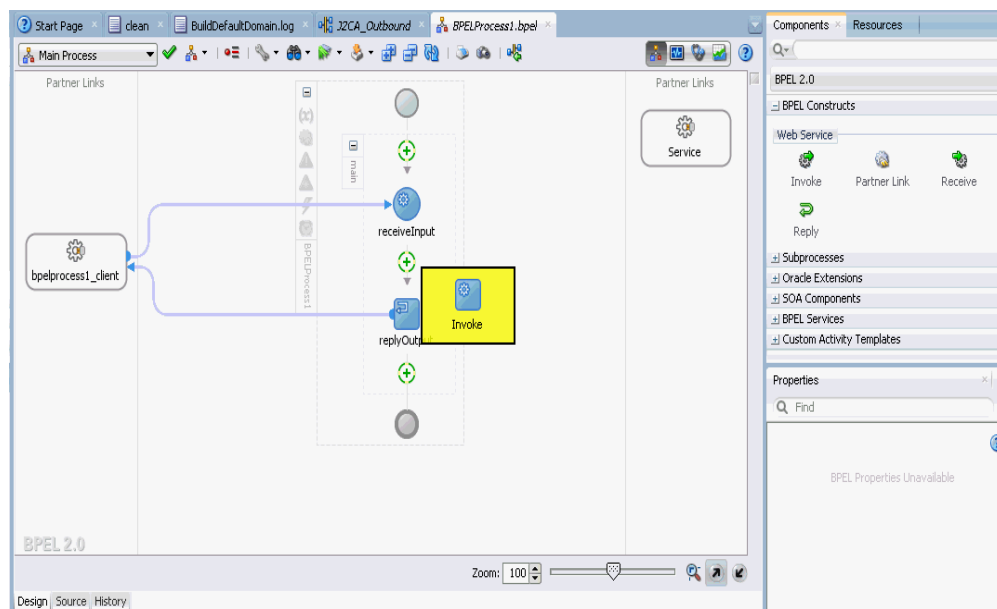 Start Page clean BuildDefaultDomain.log J2CA_Outbound BPELProcess1.bpel Components Resources
Main Process
BPEL 2.0
Partner Links
Partner Links
BPEL Constructs
Web Service
Invoke Partner Link Receive
Reply
main
Service
receiveInput
BPELProcess1
bpelprocess1_client
Invoke
Subprocesses
Oracle Extensions
SOA Components
BPEL Services
Custom Activity Templates
Properties
Find
BPEL Properties Unavailable
BPEL 2.0
Zoom: 100
Design Source History